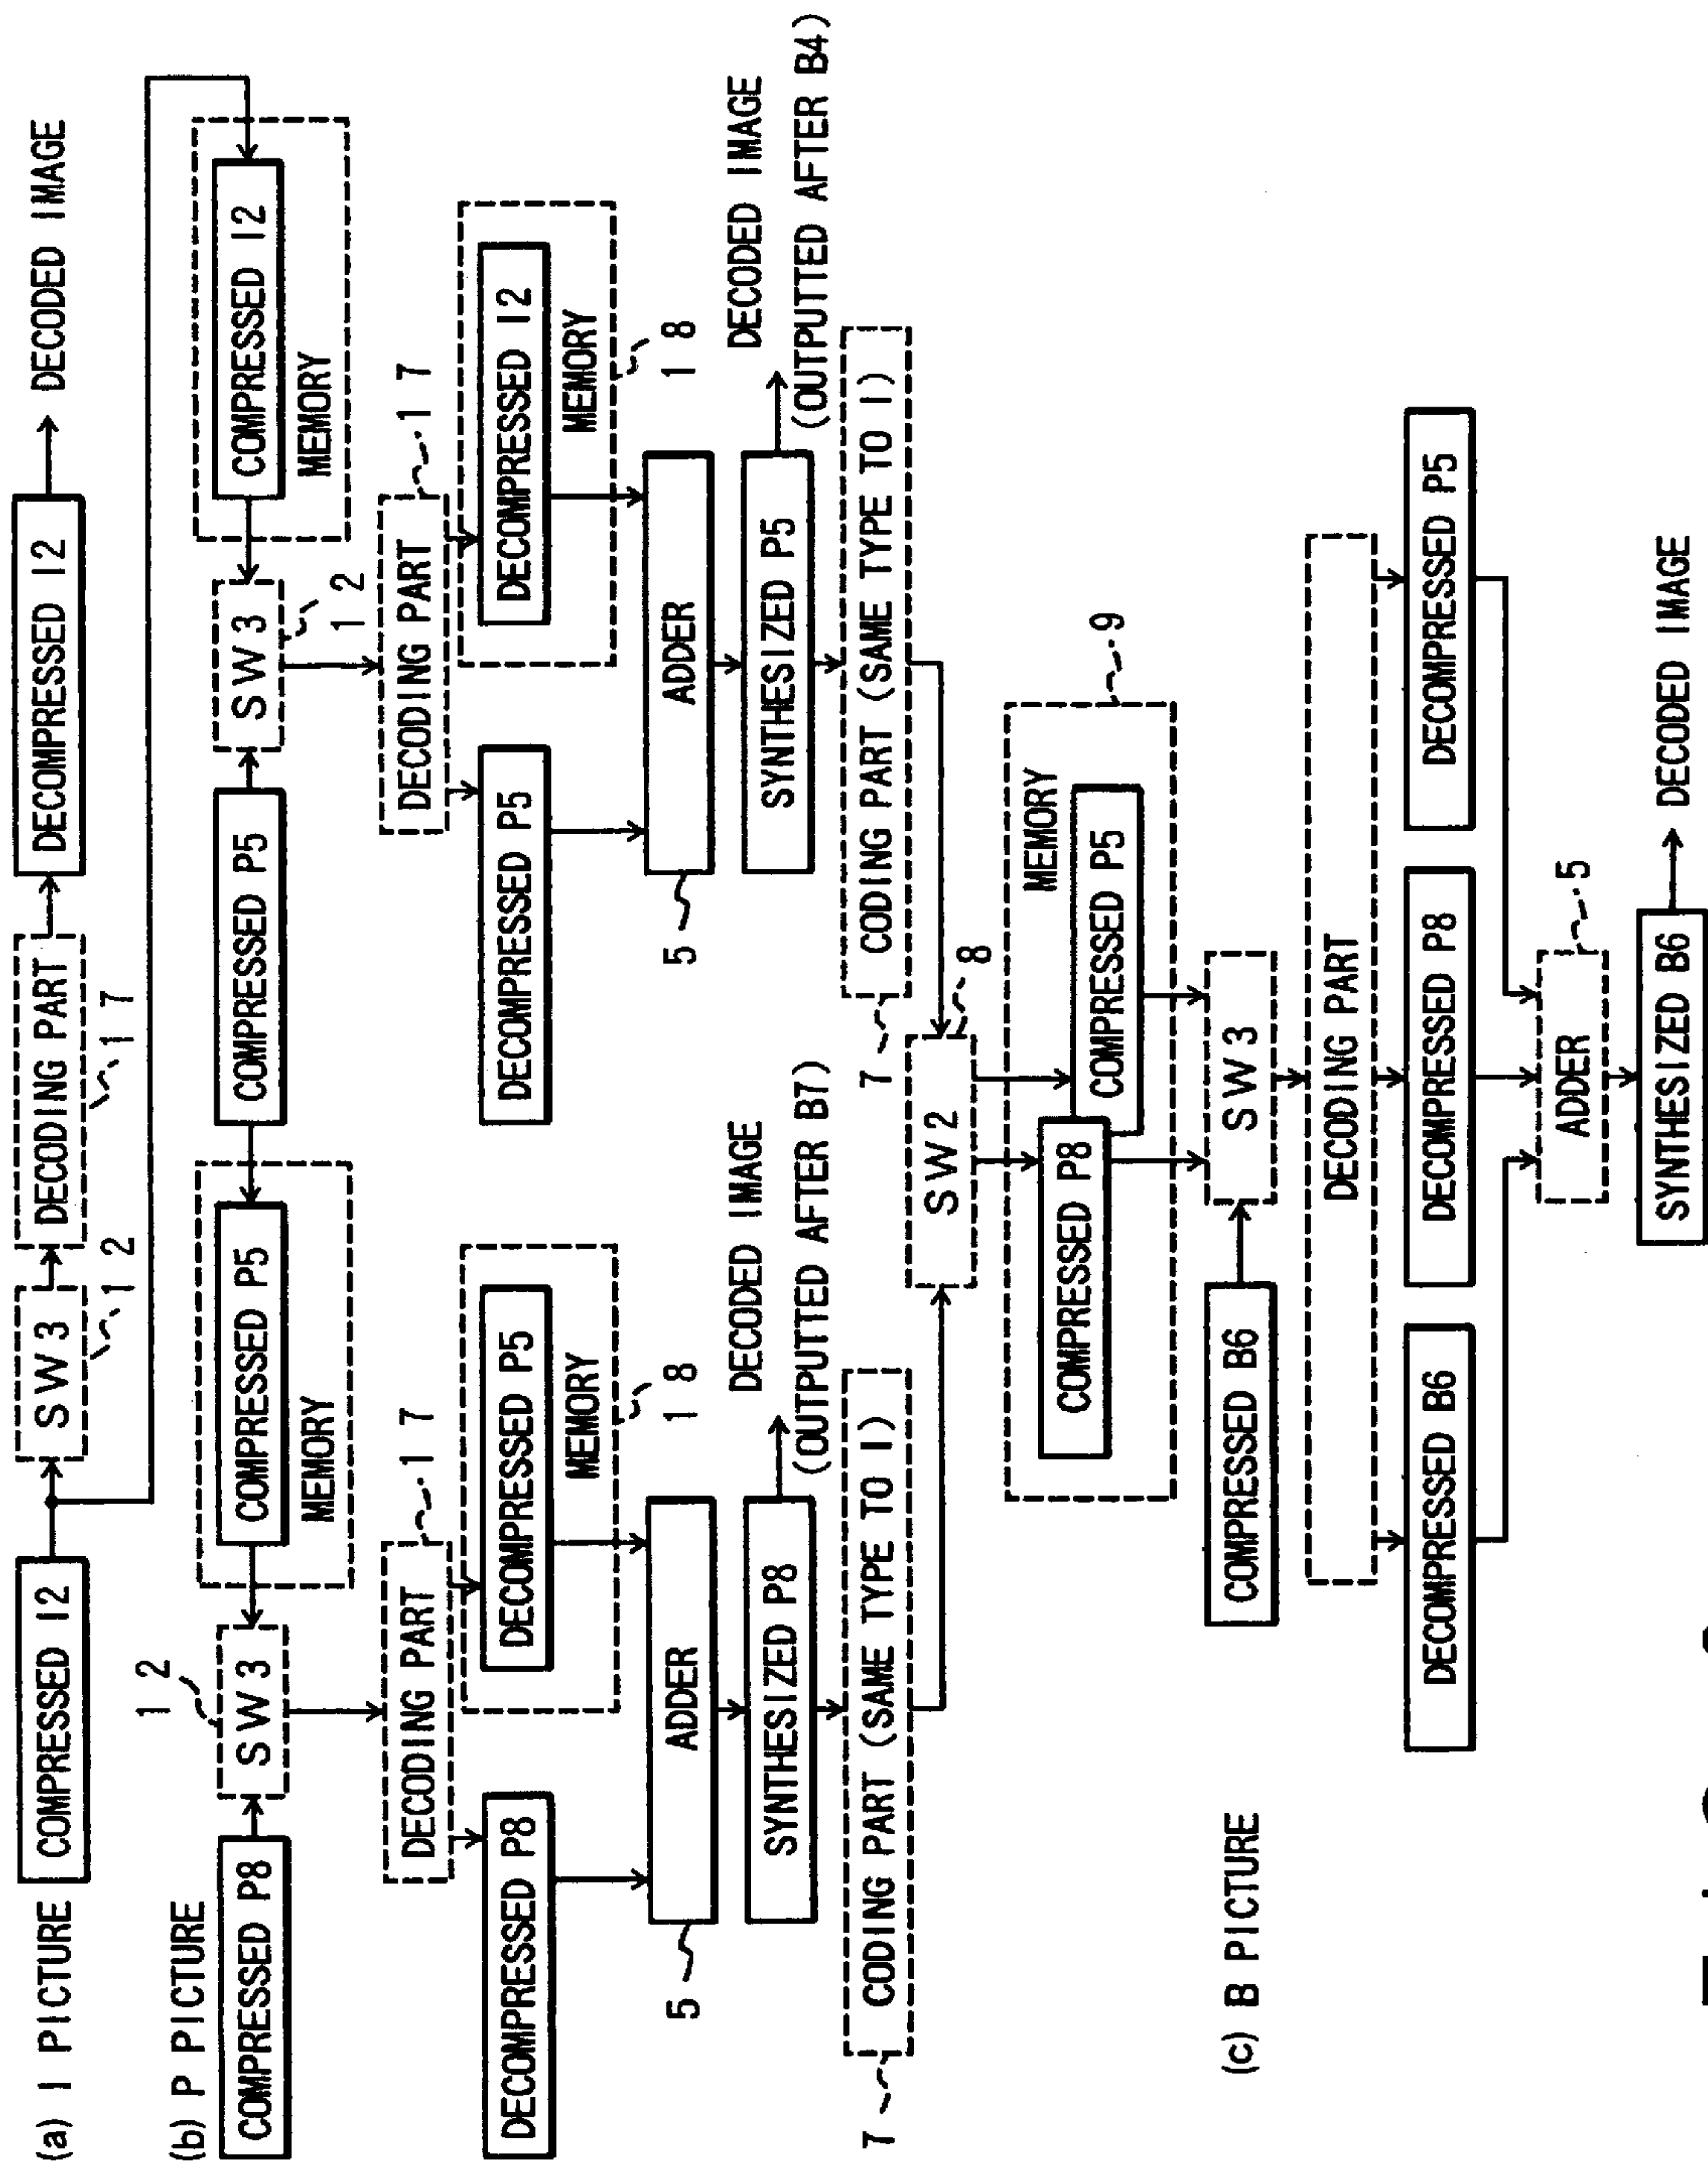 (a) I PICTURE
COMPRESSED I2
SW3
12
DECODING PART
17
DECOMPRESSED I2
DECODED IMAGE
(b) P PICTURE
COMPRESSED P8
SW3
12
COMPRESSED P5
MEMORY
COMPRESSED P5
SW3
12
COMPRESSED I2
MEMORY
DECODING PART
17
DECOMPRESSED P8
DECOMPRESSED P5
MEMORY
18
ADDER
5
SYNTHESIZED P8
DECODED IMAGE
(OUTPUTTED AFTER B7)
7
CODING PART (SAME TYPE TO I)
DECODING PART
17
DECOMPRESSED P5
DECOMPRESSED I2
MEMORY
18
ADDER
5
SYNTHESIZED P5
DECODED IMAGE
(OUTPUTTED AFTER B4)
7
CODING PART (SAME TYPE TO I)
SW2
8
MEMORY
9
COMPRESSED P8
COMPRESSED P5
(c) B PICTURE
COMPRESSED B6
SW3
DECODING PART
DECOMPRESSED B6
DECOMPRESSED P8
DECOMPRESSED P5
ADDER
5
SYNTHESIZED B6
DECODED IMAGE